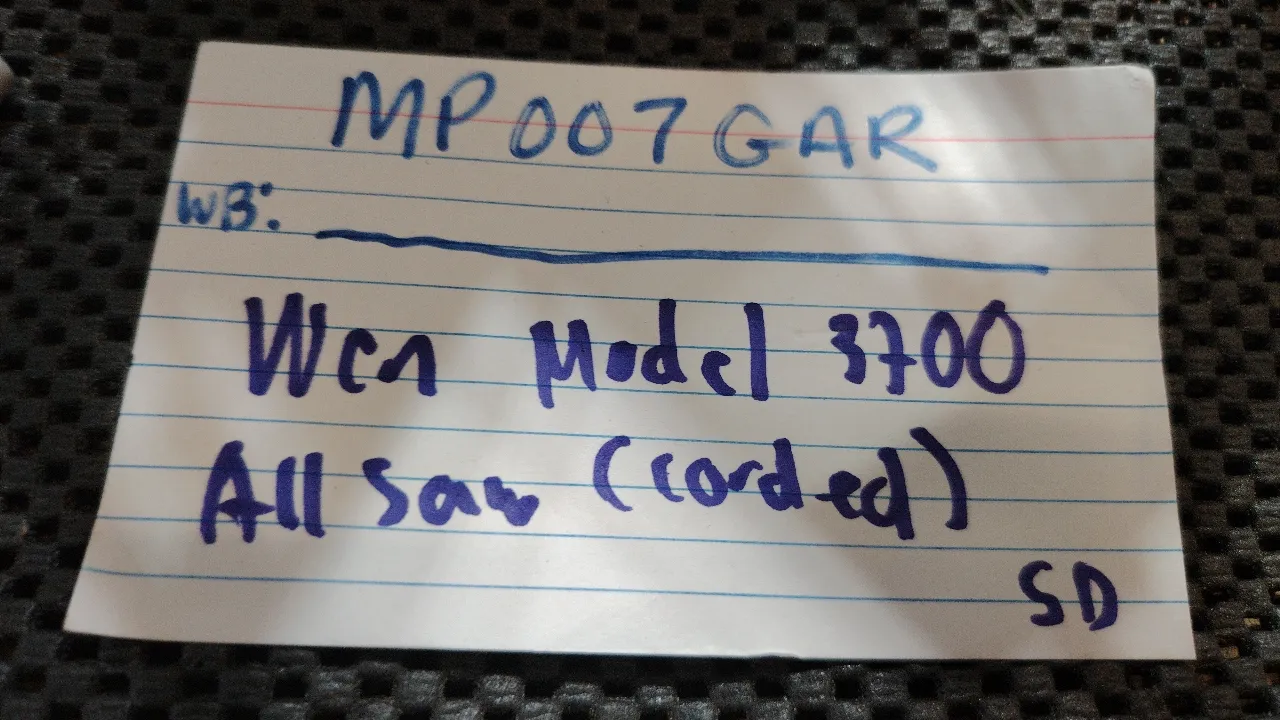 MP007GAR
WB:
Wen Model 3700
All Saw (corded)
SD